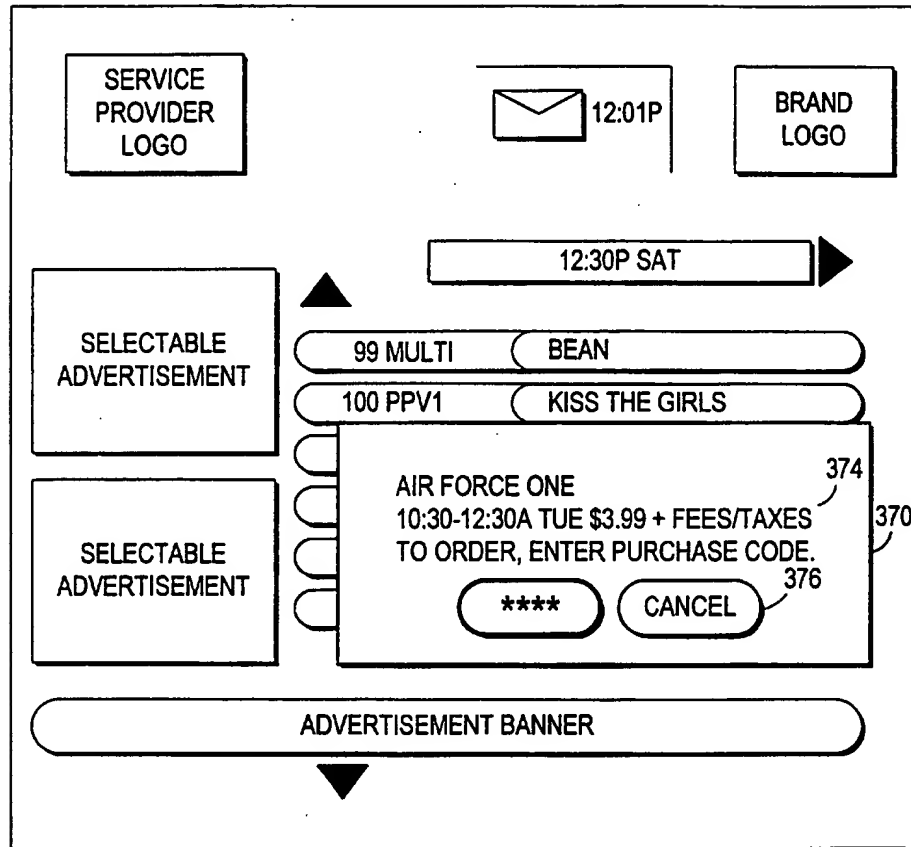 SERVICE
PROVIDER
LOGO
12:01P
BRAND
LOGO
12:30P SAT
SELECTABLE
ADVERTISEMENT
99 MULTI BEAN
100 PPV1 KISS THE GIRLS
AIR FORCE ONE
374
10:30-12:30A TUE $3.99 + FEES/TAXES
370
TO ORDER, ENTER PURCHASE CODE.
376
**** CANCEL
SELECTABLE
ADVERTISEMENT
ADVERTISEMENT BANNER